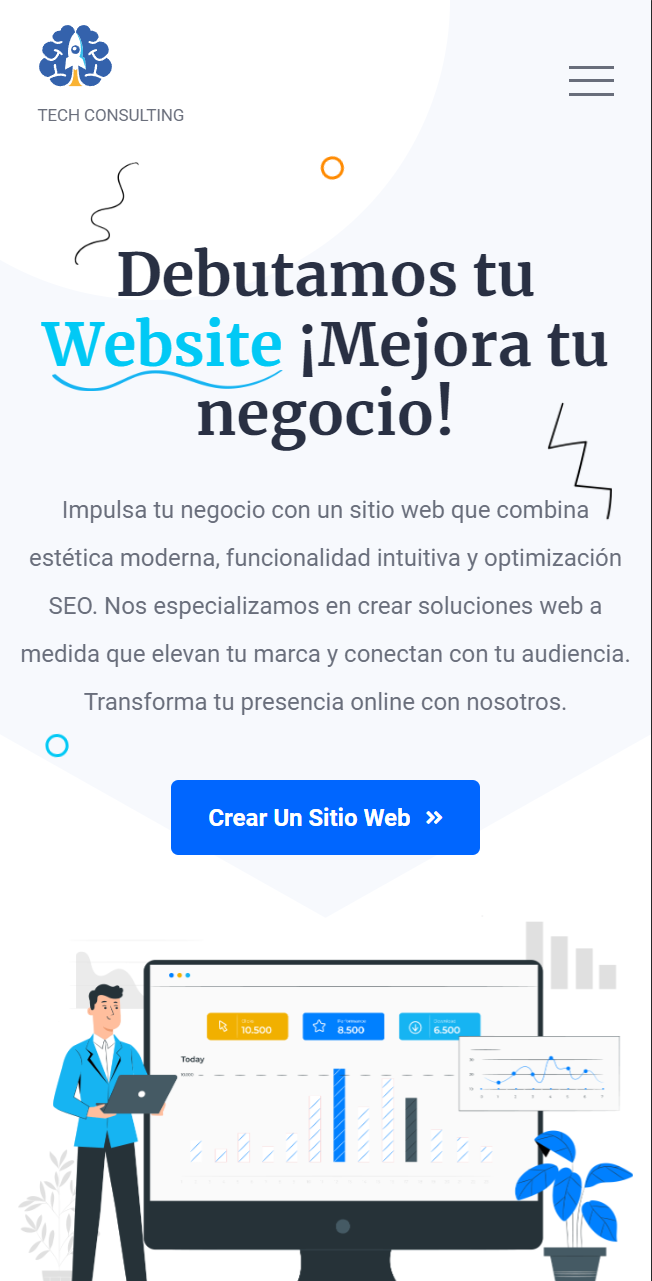 TECH CONSULTING
Debutamos tu
Website ¡Mejora tu
negocio!
Impulsa tu negocio con un sitio web que combina
estética moderna, funcionalidad intuitiva y optimización
SEO. Nos especializamos en crear soluciones web a
medida que elevan tu marca y conectan con tu audiencia.
Transforma tu presencia online con nosotros.
Crear Un Sitio Web »
10.500
8.500
6.500
Today